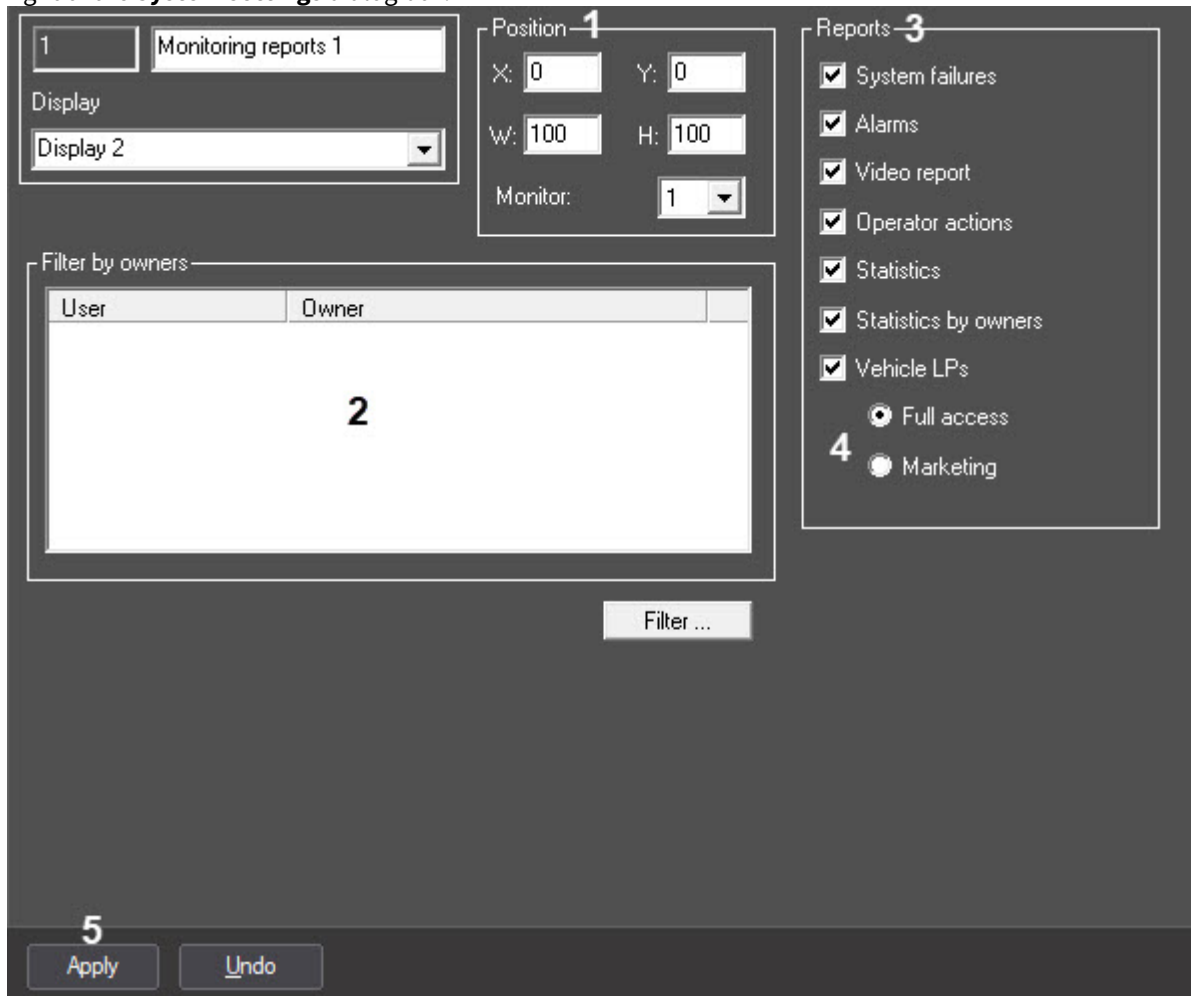 1
Monitoring reports 1
Display
Display 2
Position 1
X: 0 Y: 0
W: 100 H: 100
Monitor: 1
Reports 3
System failures
Alarms
Video report
Operator actions
Statistics
Statistics by owners
Vehicle LPs
Full access
4
Marketing
Filter by owners
User Owner
2
Filter ...
5
Apply Undo